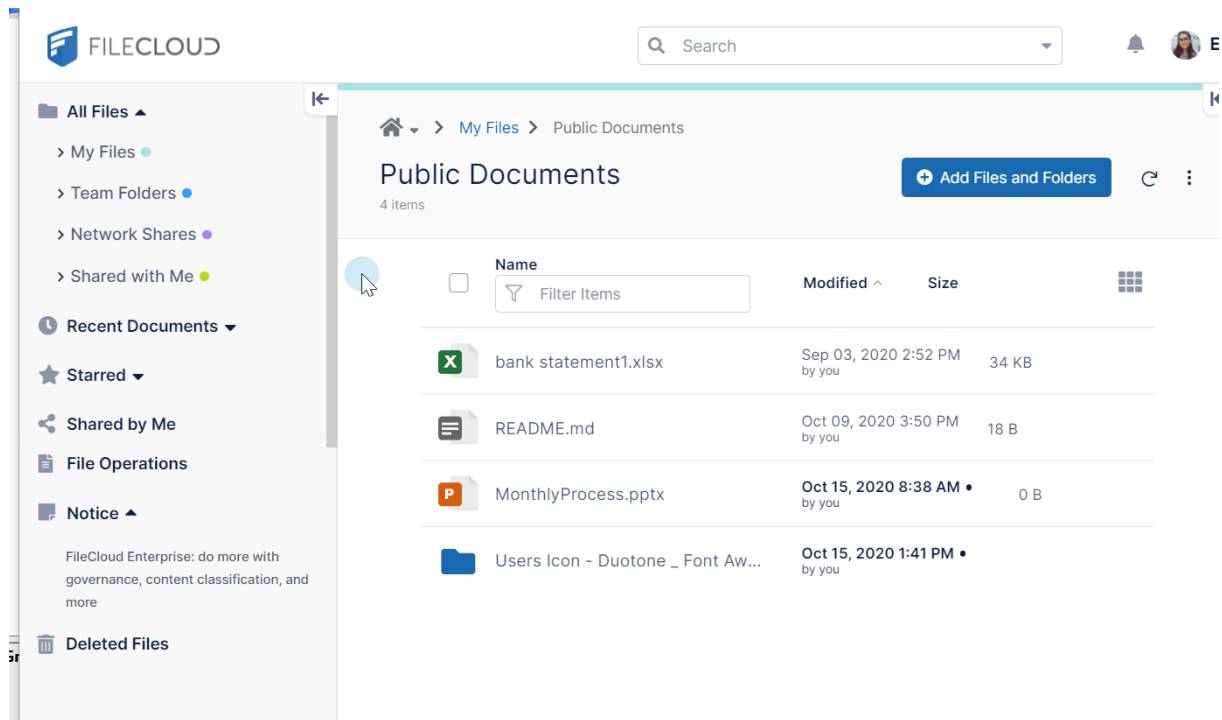 FILECLOUD
Search
E
All Files
My Files
Team Folders
Network Shares
Shared with Me
Recent Documents
Starred
Shared by Me
File Operations
Notice
FileCloud Enterprise: do more with
governance, content classification, and
more
Deleted Files
My Files Public Documents
Public Documents
4 items
Add Files and Folders
Name
Filter Items
Modified
Size
bank statement1.xlsx
Sep 03, 2020 2:52 PM
by you
34 KB
README.md
Oct 09, 2020 3:50 PM
by you
18 B
MonthlyProcess.pptx
Oct 15, 2020 8:38 AM
by you
0 B
Users Icon - Duotone _ Font Aw...
Oct 15, 2020 1:41 PM
by you